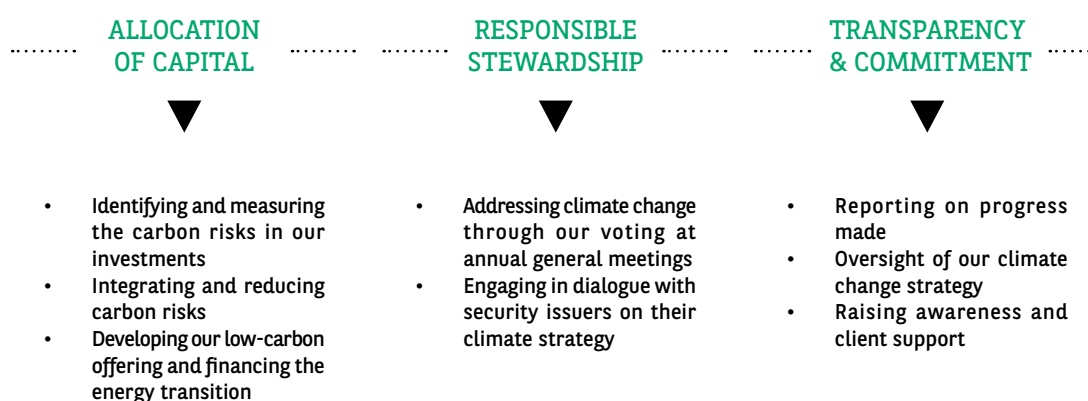 ALLOCATION
OF CAPITAL
• Identifying and measuring
the carbon risks in our
investments
• Integrating and reducing
carbon risks
• Developing our low-carbon
offering and financing the
energy transition
RESPONSIBLE
STEWARDSHIP
• Addressing climate change
through our voting at
annual general meetings
• Engaging in dialogue with
security issuers on their
climate strategy
TRANSPARENCY
& COMMITMENT
• Reporting on progress
made
• Oversight of our climate
change strategy
• Raising awareness and
client support